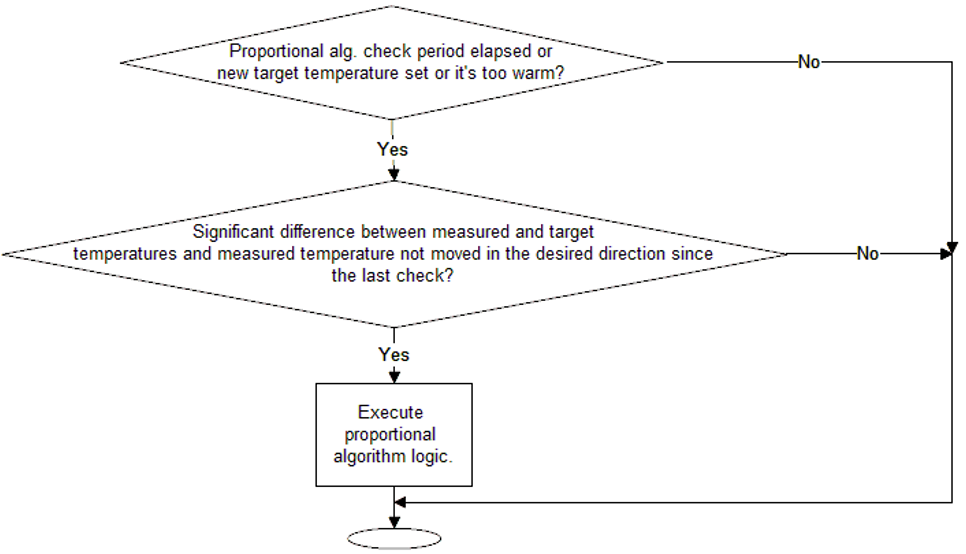 Proportional alg. check period elapsed or
new target temperature set or it's too warm?
No
Yes
Significant difference between measured and target
temperatures and measured temperature not moved in the desired direction since
the last check?
No
Yes
Execute
proportional
algorithm logic.